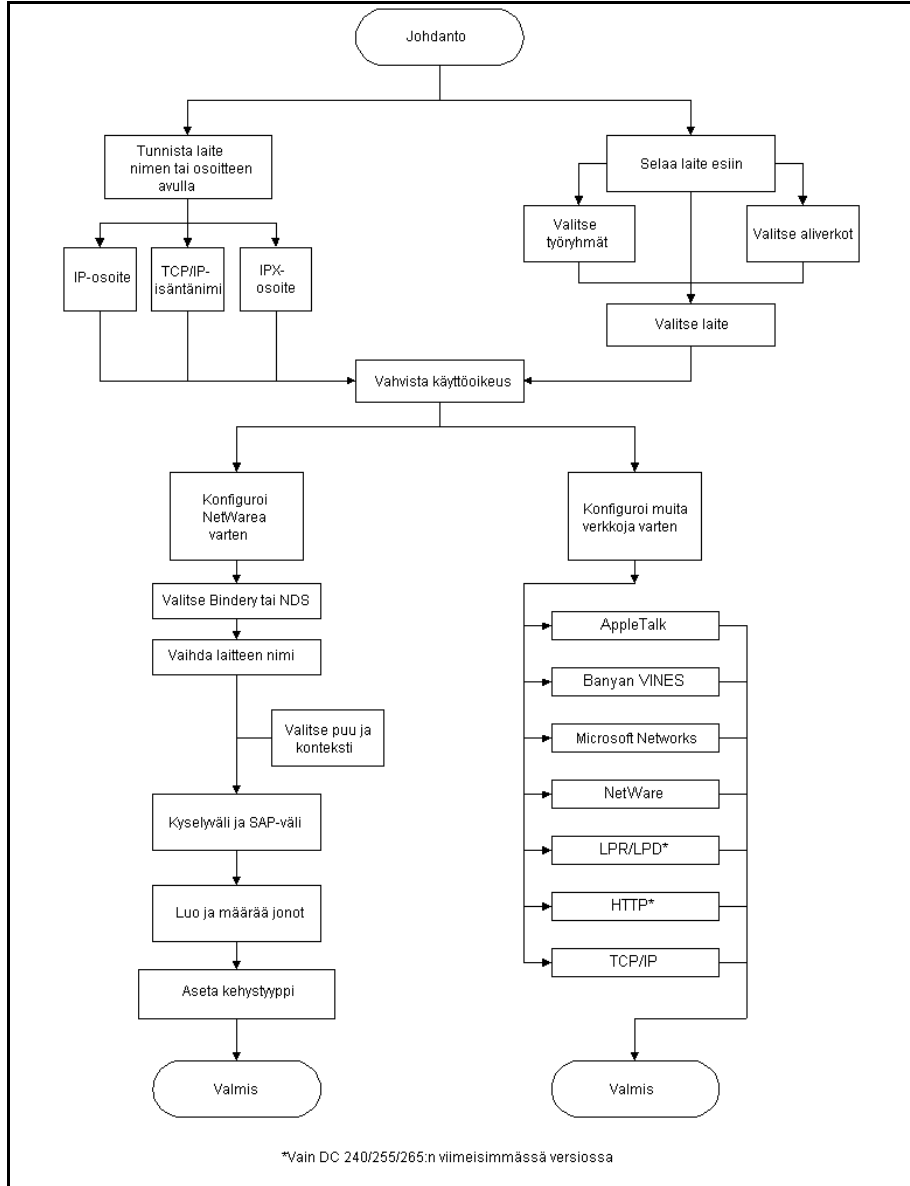 Johdanto
Tunnista laite
nimen tai osoitteen
avulla
Selaa laite esiin
Valitse
työryhmät
Valitse aliverkot
IP-osoite
TCP/IP-
isäntänimi
IPX-
osoite
Valitse laite
Vahvista käyttöoikeus
Konfiguroi
NetWarea
varten
Konfiguroi muita
verkkoja varten
Valitse Bindery tai NDS
Vaihda laitteen nimi
Valitse puu ja
konteksti
Kyselyväli ja SAP-väli
Luo ja määrää jonot
Aseta kehystyyppi
Valmis
AppleTalk
Banyan VINES
Microsoft Networks
NetWare
LPR/LPD*
HTTP*
TCP/IP
Valmis
*Vain DC 240/255/265:n viimeisimmässä versiossa